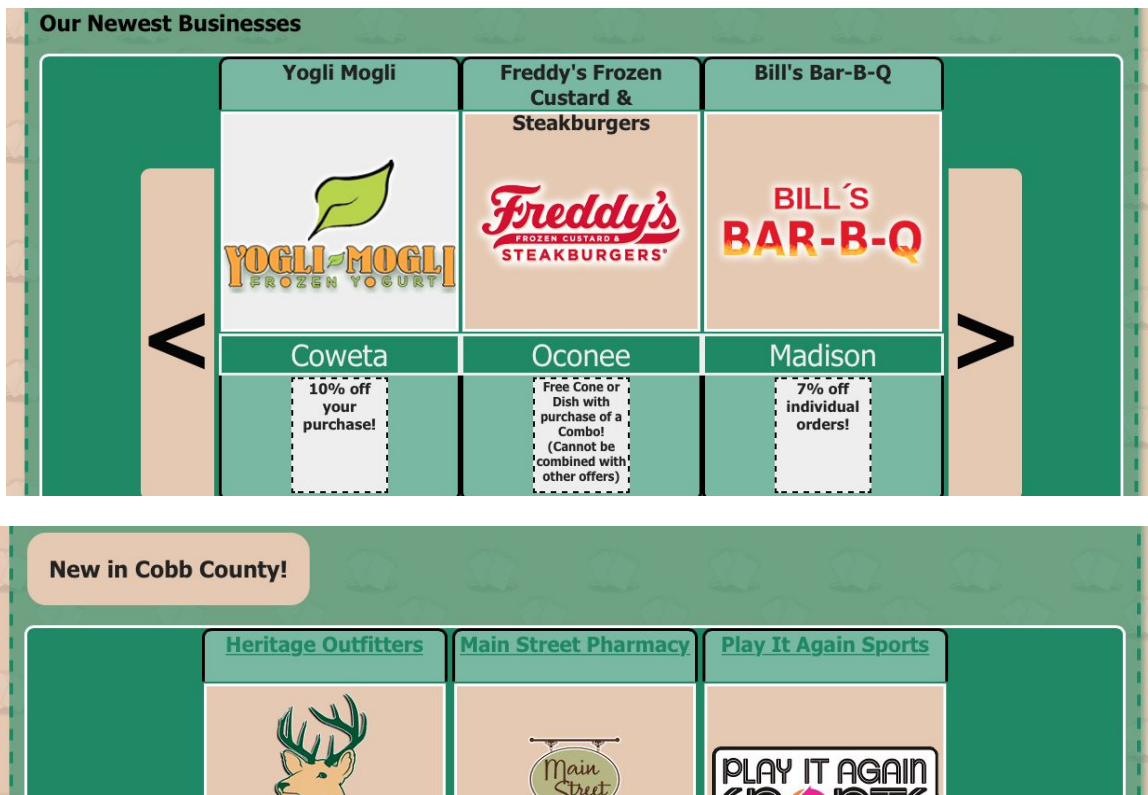 Our Newest Businesses
Yogli Mogli
Freddy's Frozen
Custard &
Steakburgers
Bill's Bar-B-Q
YOGLI MOGLI
FROZEN YOGURT
Freddy's
FROZEN CUSTARD &
STEAKBURGERS®
BILL´S
BAR-B-Q
<
>
Coweta
Oconee
Madison
10% off
your
purchase!
Free Cone or
Dish with
purchase of a
Combo!
(Cannot be
combined with
other offers)
7% off
individual
orders!
New in Cobb County!
Heritage Outfitters
Main Street Pharmacy
Play It Again Sports
Main
Street
PLAY IT AGAIN